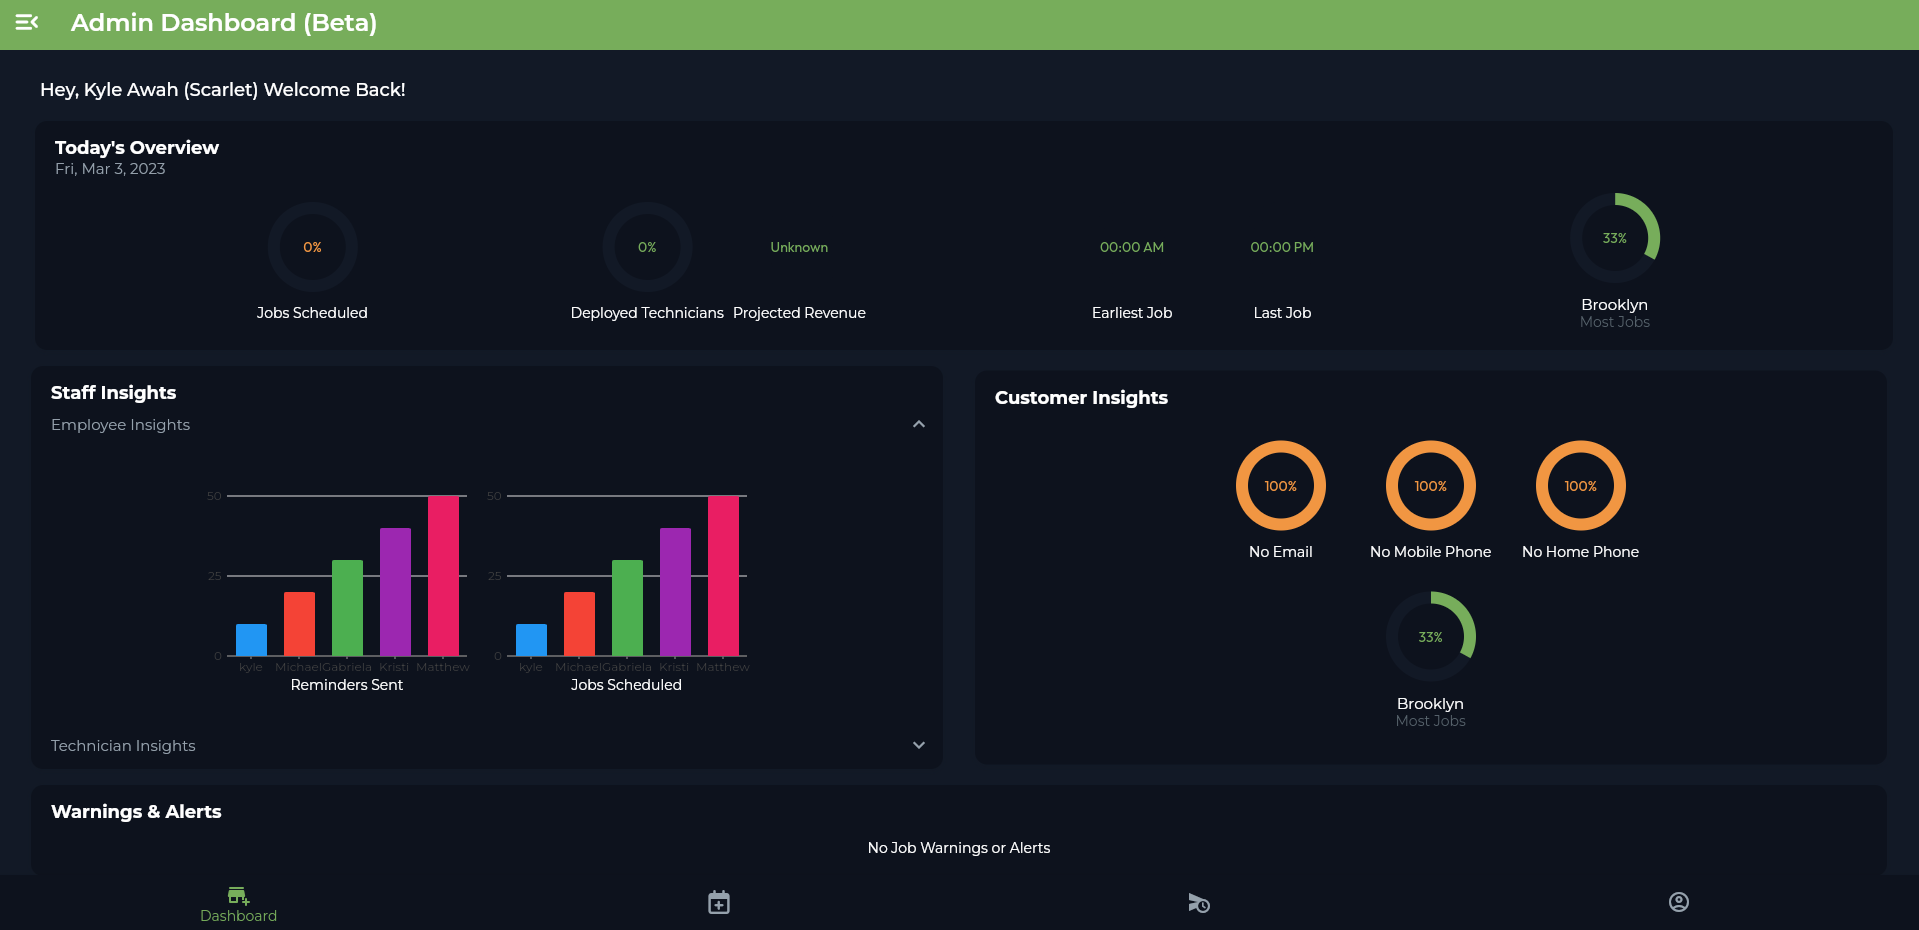 Admin Dashboard (Beta)
Hey, Kyle Awah (Scarlet) Welcome Back!
Today's Overview
Fri, Mar 3, 2023
0%
Jobs Scheduled
0%
Deployed Technicians
Unknown
Projected Revenue
00:00 AM
Earliest Job
00:00 PM
Last Job
33%
Brooklyn
Most Jobs
Staff Insights
Employee Insights
50
25
0
kyle Michael Gabriela Kristi Matthew
Reminders Sent
50
25
0
kyle Michael Gabriela Kristi Matthew
Jobs Scheduled
Technician Insights
Customer Insights
100%
No Email
100%
No Mobile Phone
100%
No Home Phone
33%
Brooklyn
Most Jobs
Warnings & Alerts
No Job Warnings or Alerts
Dashboard